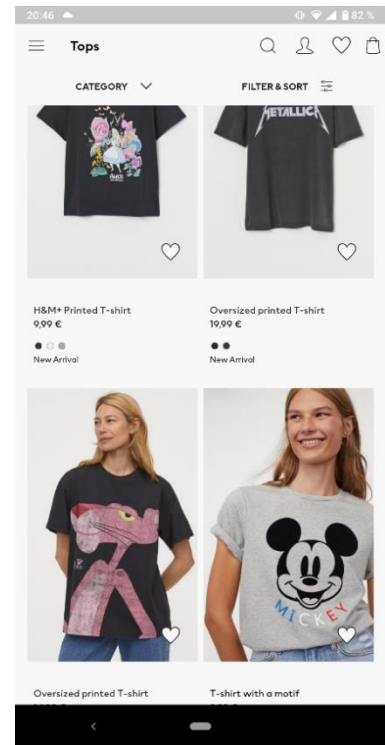 20:46
82 %
Tops
CATEGORY
FILTER & SORT
METALLICA
H&M+ Printed T-shirt
9,99 €
New Arrival
Oversized printed T-shirt
19,99 €
New Arrival
MICKEY
Oversized printed T-shirt
T-shirt with a motif